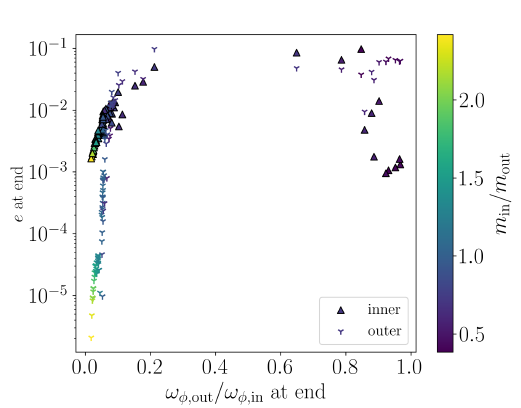 10⁻¹
10⁻²
10⁻³
10⁻⁴
10⁻⁵
e at end
0.0 0.2 0.4 0.6 0.8 1.0
ω_ϕ,out/ω_ϕ,in at end
inner
outer
2.0
1.5
1.0
0.5
m_in/m_out